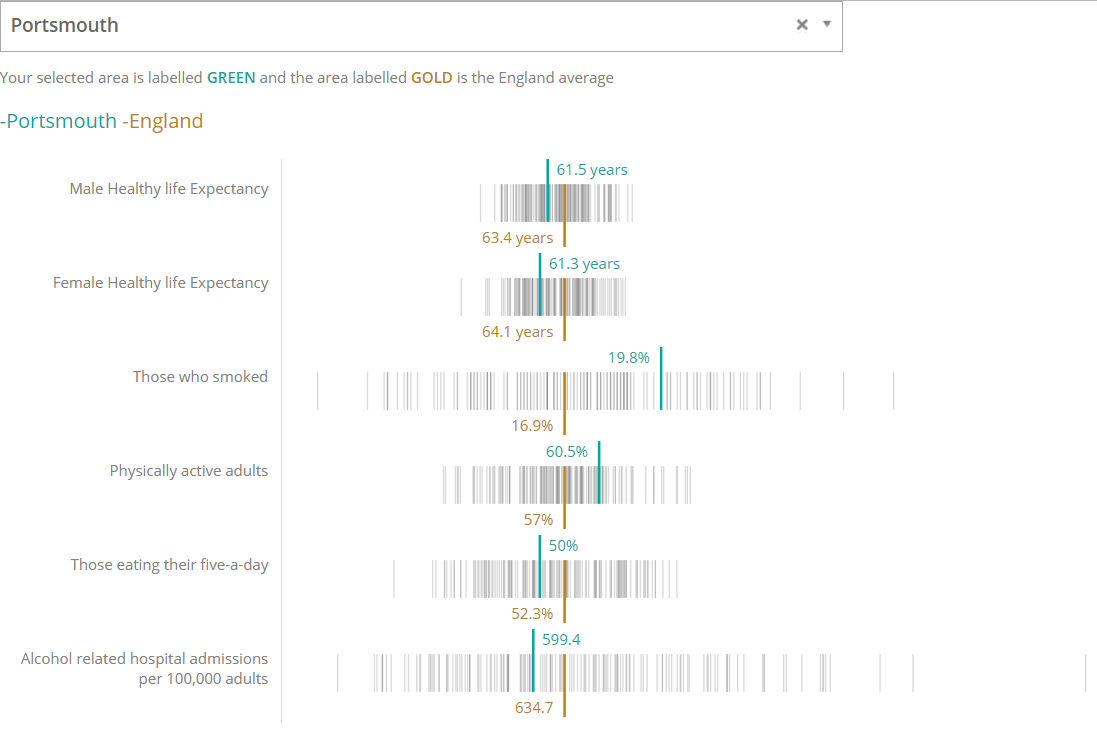 Portsmouth
Your selected area is labelled GREEN and the area labelled GOLD is the England average
-Portsmouth -England
61.5 years
Male Healthy life Expectancy
63.4 years
61.3 years
Female Healthy life Expectancy
64.1 years
19.8%
Those who smoked
16.9%
60.5%
Physically active adults
57%
50%
Those eating their five-a-day
52.3%
599.4
Alcohol related hospital admissions
per 100,000 adults
634.7